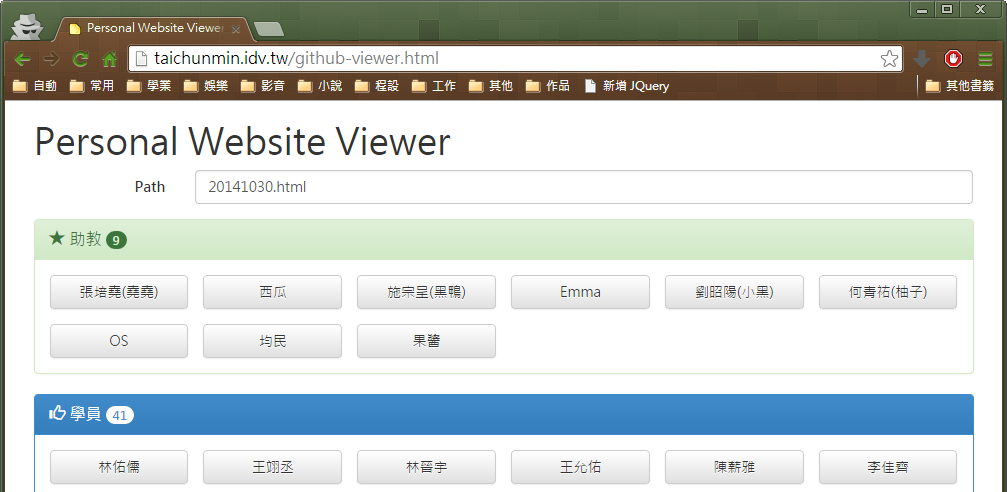 Personal Website Viewer
taichunmin.idv.tw/github-viewer.html
自動 常用 學業 娛樂 影音 小說 程設 工作 其他 作品 新增 JQuery 其他書籤
Personal Website Viewer
Path 20141030.html
助教 9
張培堯(堯堯) 西瓜 施宗呈(黑鴨) Emma 劉昭陽(小黑) 何青祐(柚子)
OS 均民 果醬
學員 41
林佑儒 王翊丞 林晉宇 王允佑 陳薪雅 李佳齊